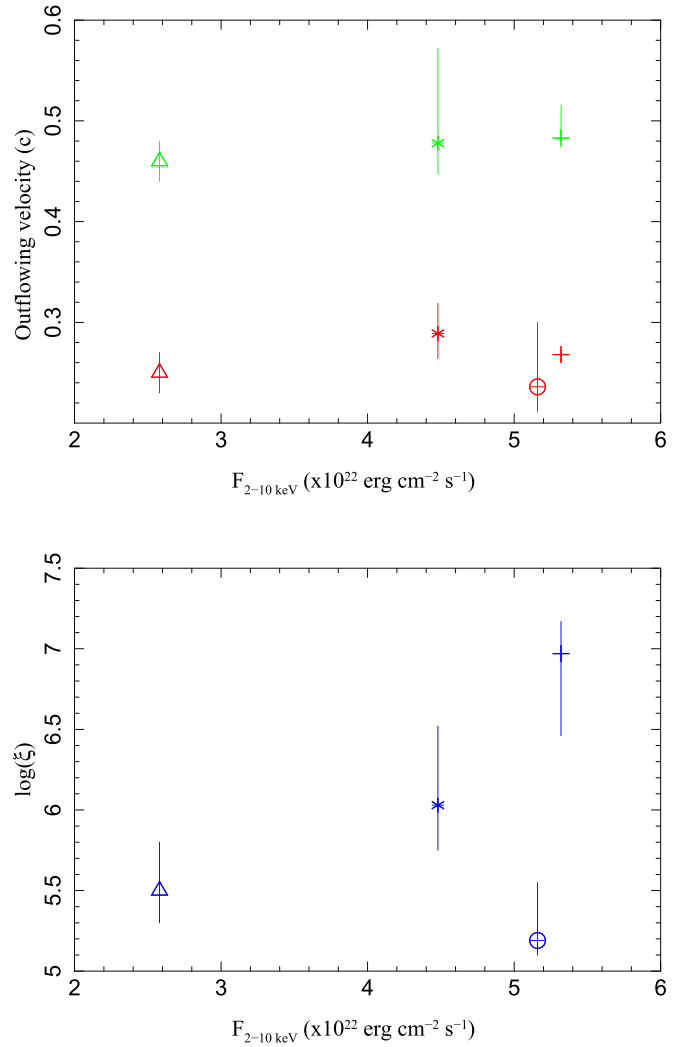 0.6
0.5
0.4
0.3
Outflowing velocity (c)
2 3 4 5 6
F2−10 keV (x10²² erg cm⁻² s⁻¹)
7.5
7
6.5
6
5.5
5
log(ξ)
2 3 4 5 6
F2−10 keV (x10²² erg cm⁻² s⁻¹)